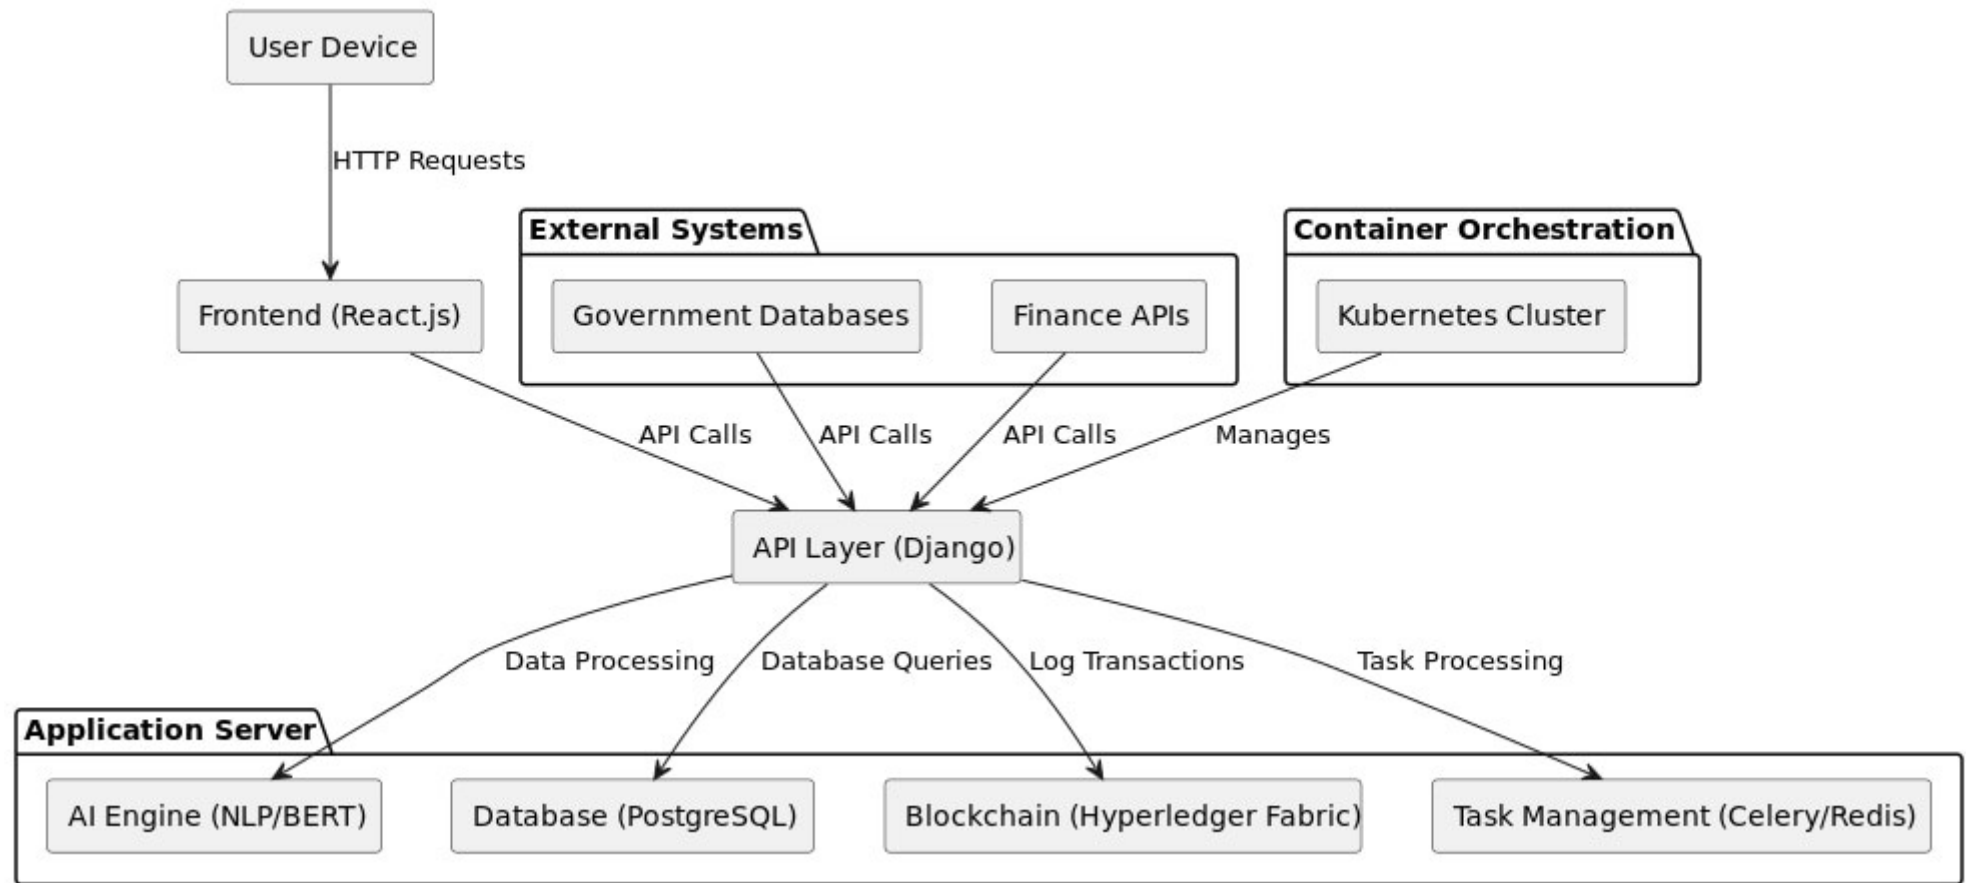 User Device
HTTP Requests
External Systems
Container Orchestration
Frontend (React.js)
Government Databases
Finance APIs
Kubernetes Cluster
API Calls
API Calls
API Calls
Manages
API Layer (Django)
Data Processing
Database Queries
Log Transactions
Task Processing
Application Server
AI Engine (NLP/BERT)
Database (PostgreSQL)
Blockchain (Hyperledger Fabric)
Task Management (Celery/Redis)